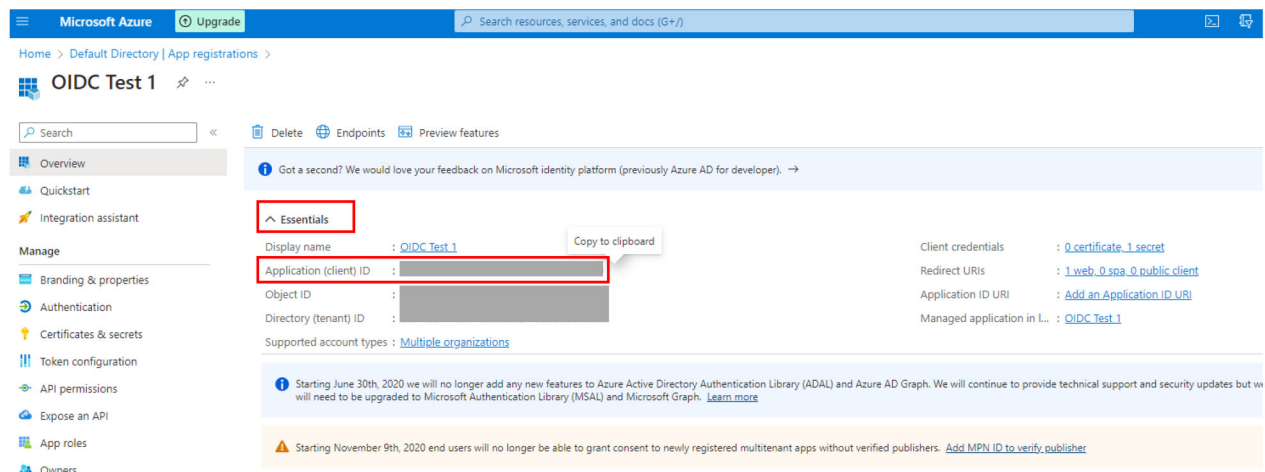 Microsoft Azure
Upgrade
Search resources, services, and docs (G+/)
Home > Default Directory | App registrations >
OIDC Test 1
Search
Delete
Endpoints
Preview features
Overview
Got a second? We would love your feedback on Microsoft identity platform (previously Azure AD for developer). →
Quickstart
Integration assistant
Manage
Branding & properties
Authentication
Certificates & secrets
Token configuration
API permissions
Expose an API
App roles
Owners
Essentials
Copy to clipboard
Display name : OIDC Test 1
Application (client) ID :
Object ID :
Directory (tenant) ID :
Supported account types : Multiple organizations
Client credentials : 0 certificate, 1 secret
Redirect URIs : 1 web, 0 spa, 0 public client
Application ID URI : Add an Application ID URI
Managed application in l... : OIDC Test 1
Starting June 30th, 2020 we will no longer add any new features to Azure Active Directory Authentication Library (ADAL) and Azure AD Graph. We will continue to provide technical support and security updates but we
will need to be upgraded to Microsoft Authentication Library (MSAL) and Microsoft Graph. Learn more
Starting November 9th, 2020 end users will no longer be able to grant consent to newly registered multitenant apps without verified publishers. Add MPN ID to verify publisher